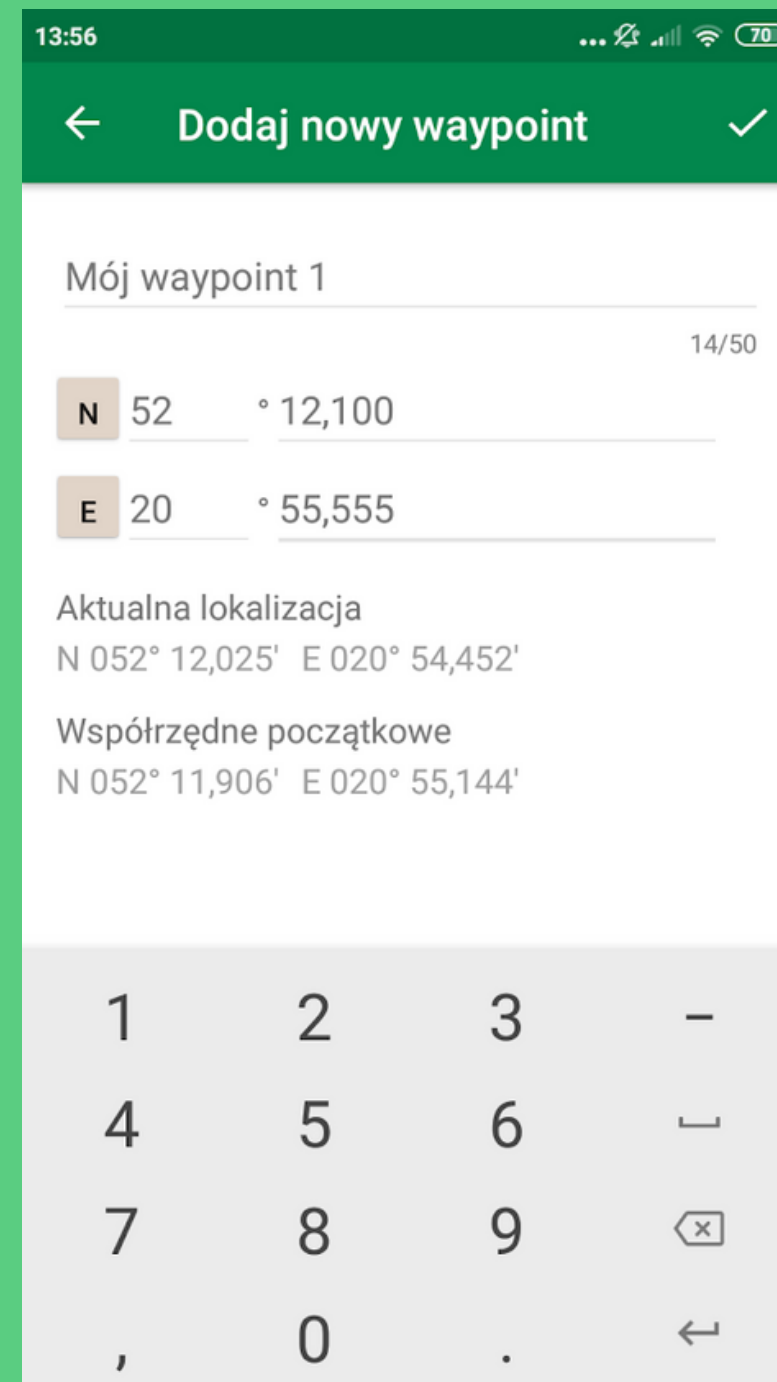 13:56 ... 70
Dodaj nowy waypoint
Mój waypoint 1
14/50
N 52 ° 12,100
E 20 ° 55,555
Aktualna lokalizacja
N 052° 12,025' E 020° 54,452'
Współrzędne początkowe
N 052° 11,906' E 020° 55,144'
1 2 3 –
4 5 6
7 8 9
, 0 .